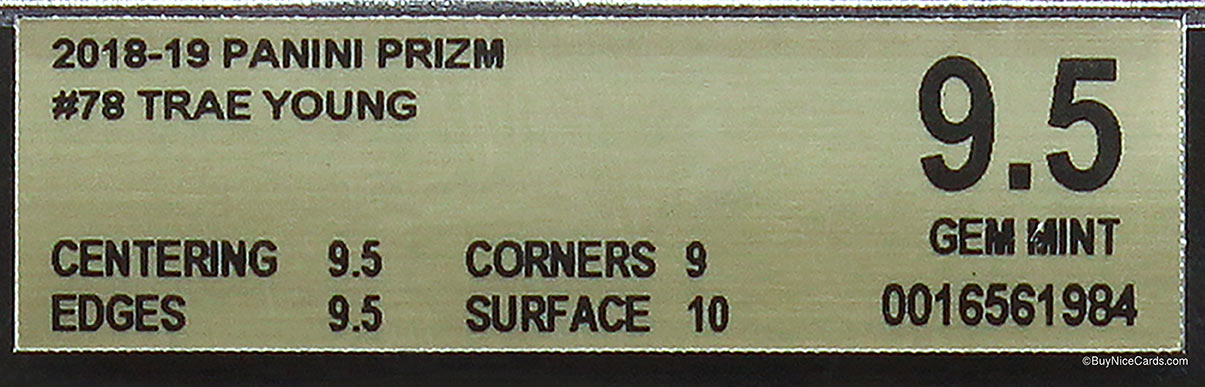 2018-19 PANINI PRIZM
#78 TRAE YOUNG
9.5
GEM MINT
CENTERING 9.5 CORNERS 9
EDGES 9.5 SURFACE 10
0016561984
©BuyNiceCards.com